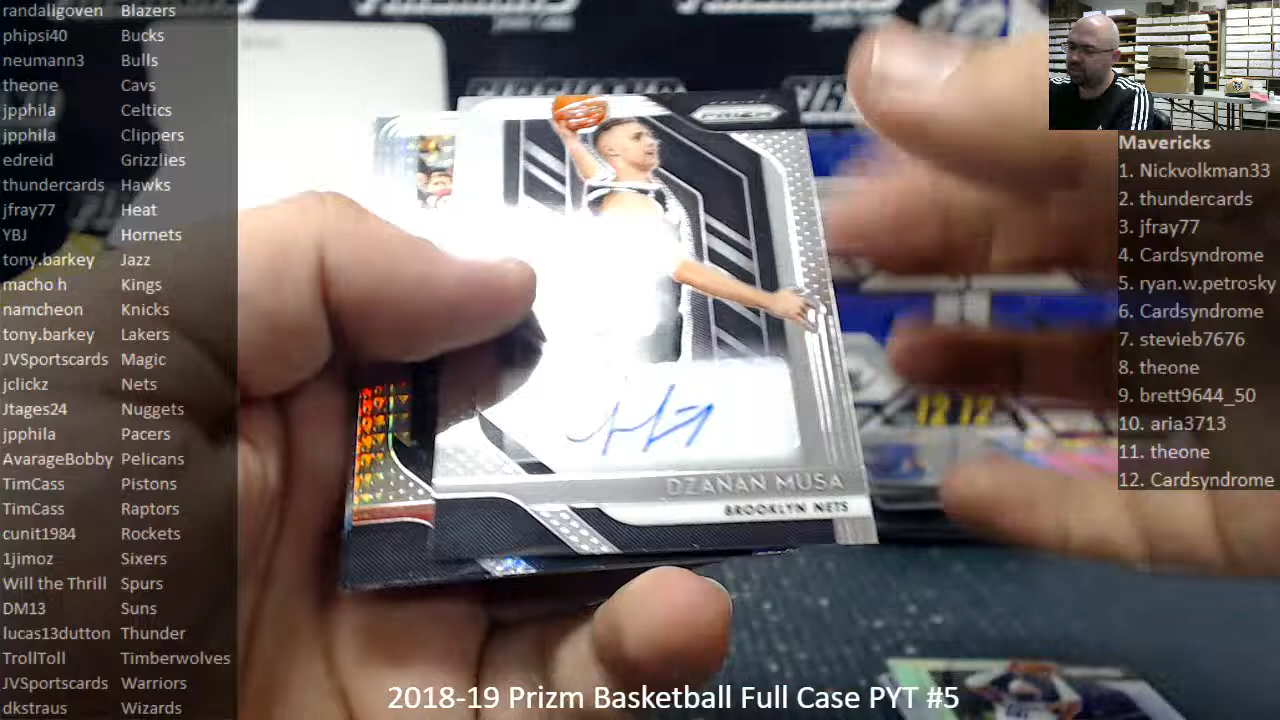 randallgoven Blazers
phipsi40 Bucks
neumann3 Bulls
theone Cavs
jpphila Celtics
jpphila Clippers
edreid Grizzlies
thundercards Hawks
jfray77 Heat
YBJ Hornets
tony.barkey Jazz
macho h Kings
namcheon Knicks
tony.barkey Lakers
JVSportscards Magic
jclickz Nets
Jtages24 Nuggets
jpphila Pacers
AvarageBobby Pelicans
TimCass Pistons
TimCass Raptors
cunit1984 Rockets
1jimoz Sixers
Will the Thrill Spurs
DM13 Suns
lucas13dutton Thunder
TrollToll Timberwolves
JVSportscards Warriors
dkstraus Wizards
PRIZM
DZANAN MUSA
BROOKLYN NETS
12 12
Mavericks
1. Nickvolkman33
2. thundercards
3. jfray77
4. Cardsyndrome
5. ryan.w.petrosky
6. Cardsyndrome
7. stevieb7676
8. theone
9. brett9644_50
10. aria3713
11. theone
12. Cardsyndrome
2018-19 Prizm Basketball Full Case PYT #5